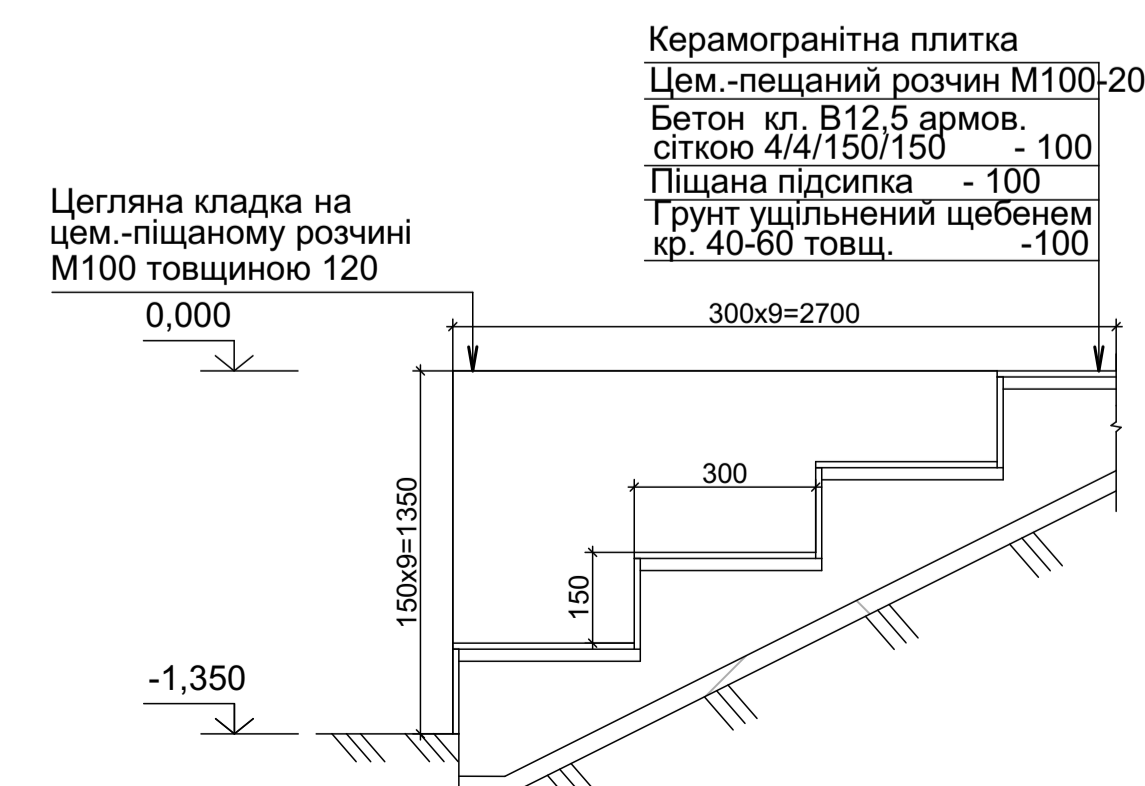 Керамогранітна плитка
Цем.-пещаний розчин М100-20
Бетон кл. В12,5 армов.
сіткою 4/4/150/150 - 100
Піщана підсипка - 100
Грунт ущільнений щебенем
кр. 40-60 товщ. -100
Цегляна кладка на
цем.-піщаному розчині
М100 товщиною 120
0,000
300x9=2700
300
150x9=1350
150
-1,350